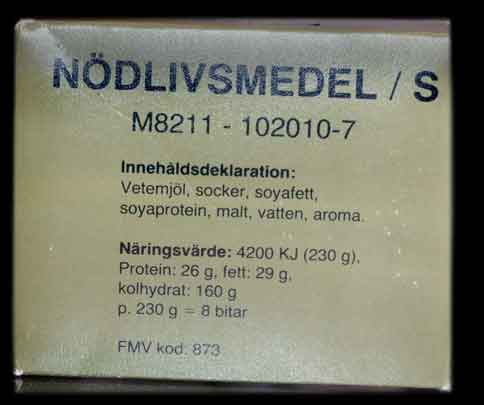 NÖDLIVSMEDEL / S
M8211 - 102010-7
Innehåldsdeklaration:
Vetemjöl, socker, soyafett,
soyaprotein, malt, vatten, aroma.
Näringsvärde: 4200 KJ (230 g),
Protein: 26 g, fett: 29 g,
kolhydrat: 160 g
p. 230 g = 8 bitar
FMV kod: 873